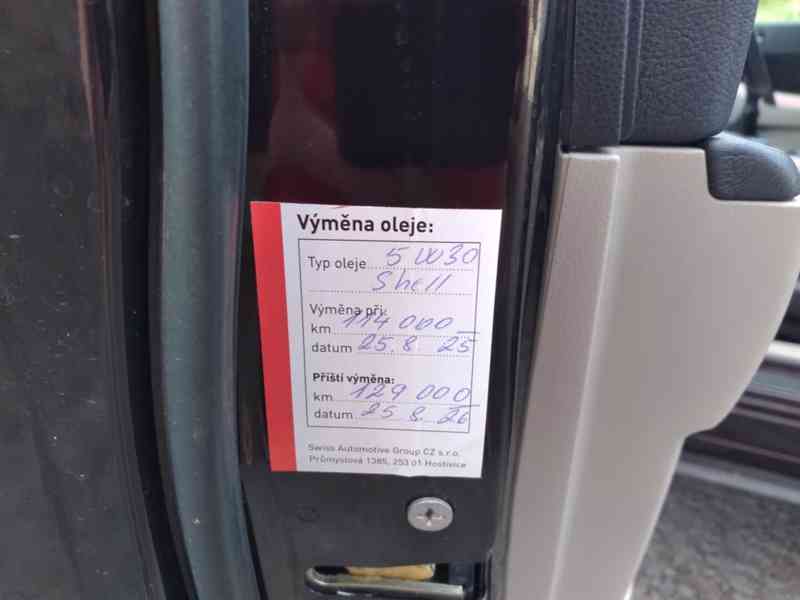 Výměna oleje:
Typ oleje 5W30
Shell
Výměna při:
km 114 000
datum 25.8. 25
Příští výměna:
km 129 000
datum 25 8. 26
Swiss Automotive Group CZ s.r.o.
Průmyslová 1385, 253 01 Hostivice